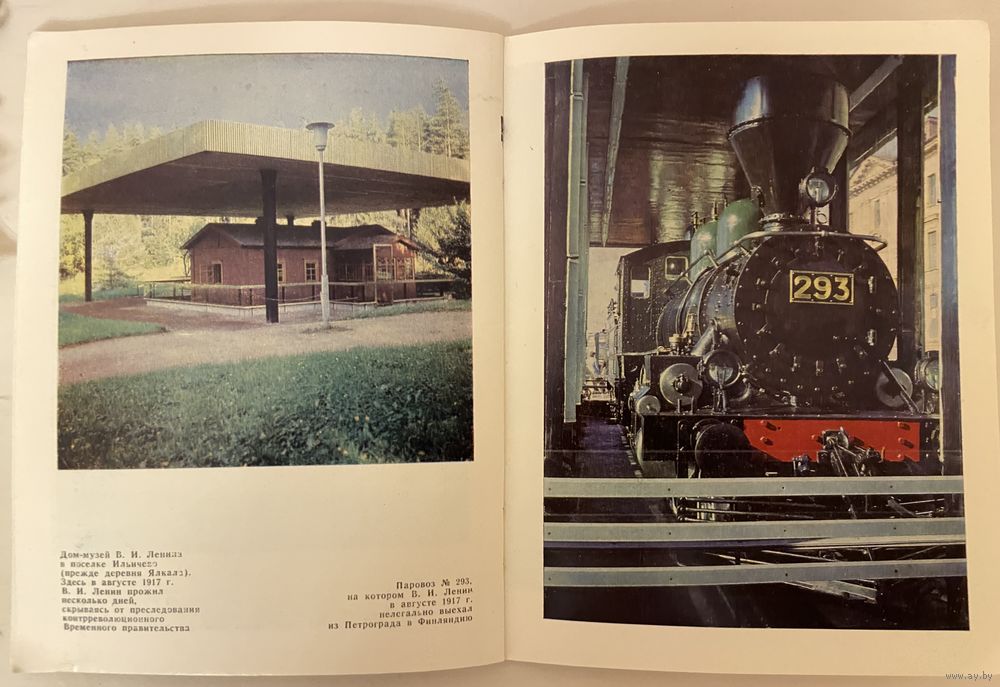 Дом-музей В. И. Ленина
в поселке Ильичево
(прежде деревня Ялкала).
Здесь в августе 1917 г.
В. И. Ленин прожил
несколько дней,
скрываясь от преследования
контрреволюционного
Временного правительства
Паровоз № 293,
на котором В. И. Ленин
в августе 1917 г.
нелегально выехал
из Петрограда в Финляндию
293
www.ay.by